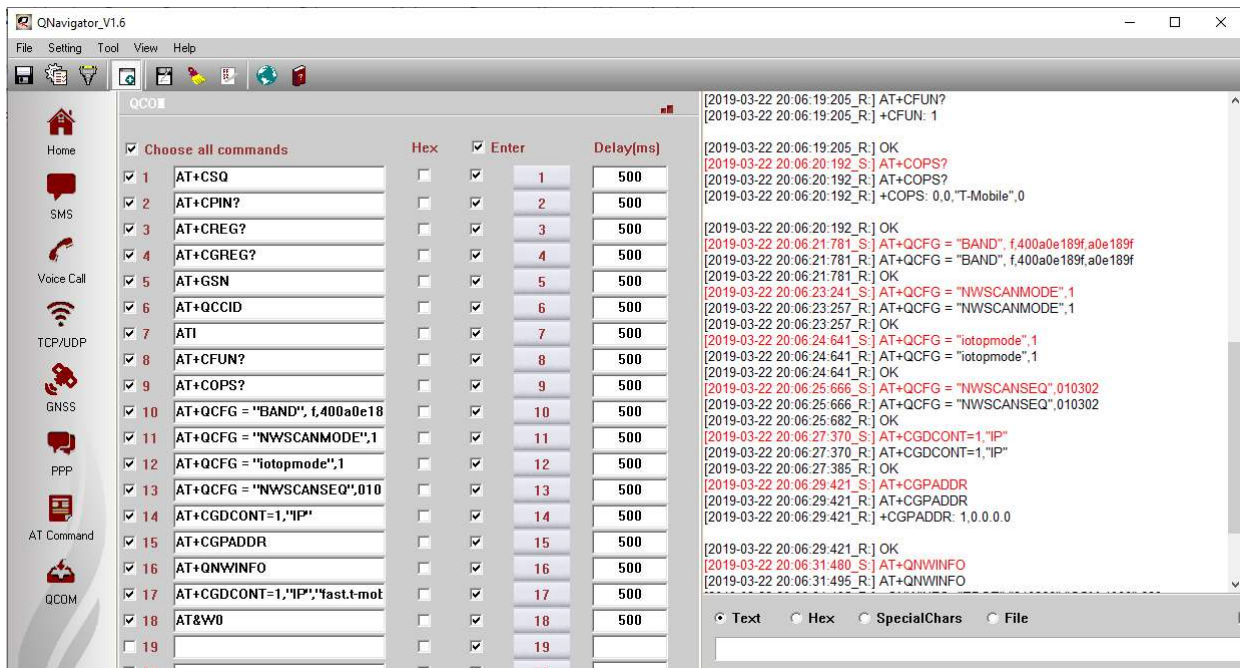 QNavigator_V1.6
File Setting Tool View Help
Home
SMS
Voice Call
TCP/UDP
GNSS
PPP
AT Command
QCOM
QCOM
Choose all commands Hex Enter Delay(ms)
1 AT+CSQ 1 500
2 AT+CPIN? 2 500
3 AT+CREG? 3 500
4 AT+CGREG? 4 500
5 AT+GSN 5 500
6 AT+QCCID 6 500
7 ATI 7 500
8 AT+CFUN? 8 500
9 AT+COPS? 9 500
10 AT+QCFG = "BAND", f,400a0e18 10 500
11 AT+QCFG = "NWSCANMODE",1 11 500
12 AT+QCFG = "iotopmode",1 12 500
13 AT+QCFG = "NWSCANSEQ",010 13 500
14 AT+CGDCONT=1,"IP" 14 500
15 AT+CGPADDR 15 500
16 AT+QNWINFO 16 500
17 AT+CGDCONT=1,"IP","fast.t-mob 17 500
18 AT&W0 18 500
19 19
[2019-03-22 20:06:19:205_R:] AT+CFUN?
[2019-03-22 20:06:19:205_R:] +CFUN: 1
[2019-03-22 20:06:19:205_R:] OK
[2019-03-22 20:06:20:192_S:] AT+COPS?
[2019-03-22 20:06:20:192_R:] AT+COPS?
[2019-03-22 20:06:20:192_R:] +COPS: 0,0,"T-Mobile",0
[2019-03-22 20:06:20:192_R:] OK
[2019-03-22 20:06:21:781_S:] AT+QCFG = "BAND", f,400a0e189f,a0e189f
[2019-03-22 20:06:21:781_R:] AT+QCFG = "BAND", f,400a0e189f,a0e189f
[2019-03-22 20:06:21:781_R:] OK
[2019-03-22 20:06:23:241_S:] AT+QCFG = "NWSCANMODE",1
[2019-03-22 20:06:23:257_R:] AT+QCFG = "NWSCANMODE",1
[2019-03-22 20:06:23:257_R:] OK
[2019-03-22 20:06:24:641_S:] AT+QCFG = "iotopmode",1
[2019-03-22 20:06:24:641_R:] AT+QCFG = "iotopmode",1
[2019-03-22 20:06:24:641_R:] OK
[2019-03-22 20:06:25:666_S:] AT+QCFG = "NWSCANSEQ",010302
[2019-03-22 20:06:25:666_R:] AT+QCFG = "NWSCANSEQ",010302
[2019-03-22 20:06:25:682_R:] OK
[2019-03-22 20:06:27:370_S:] AT+CGDCONT=1,"IP"
[2019-03-22 20:06:27:370_R:] AT+CGDCONT=1,"IP"
[2019-03-22 20:06:27:385_R:] OK
[2019-03-22 20:06:29:421_S:] AT+CGPADDR
[2019-03-22 20:06:29:421_R:] AT+CGPADDR
[2019-03-22 20:06:29:421_R:] +CGPADDR: 1,0.0.0.0
[2019-03-22 20:06:29:421_R:] OK
[2019-03-22 20:06:31:480_S:] AT+QNWINFO
[2019-03-22 20:06:31:495_R:] AT+QNWINFO
Text Hex SpecialChars File